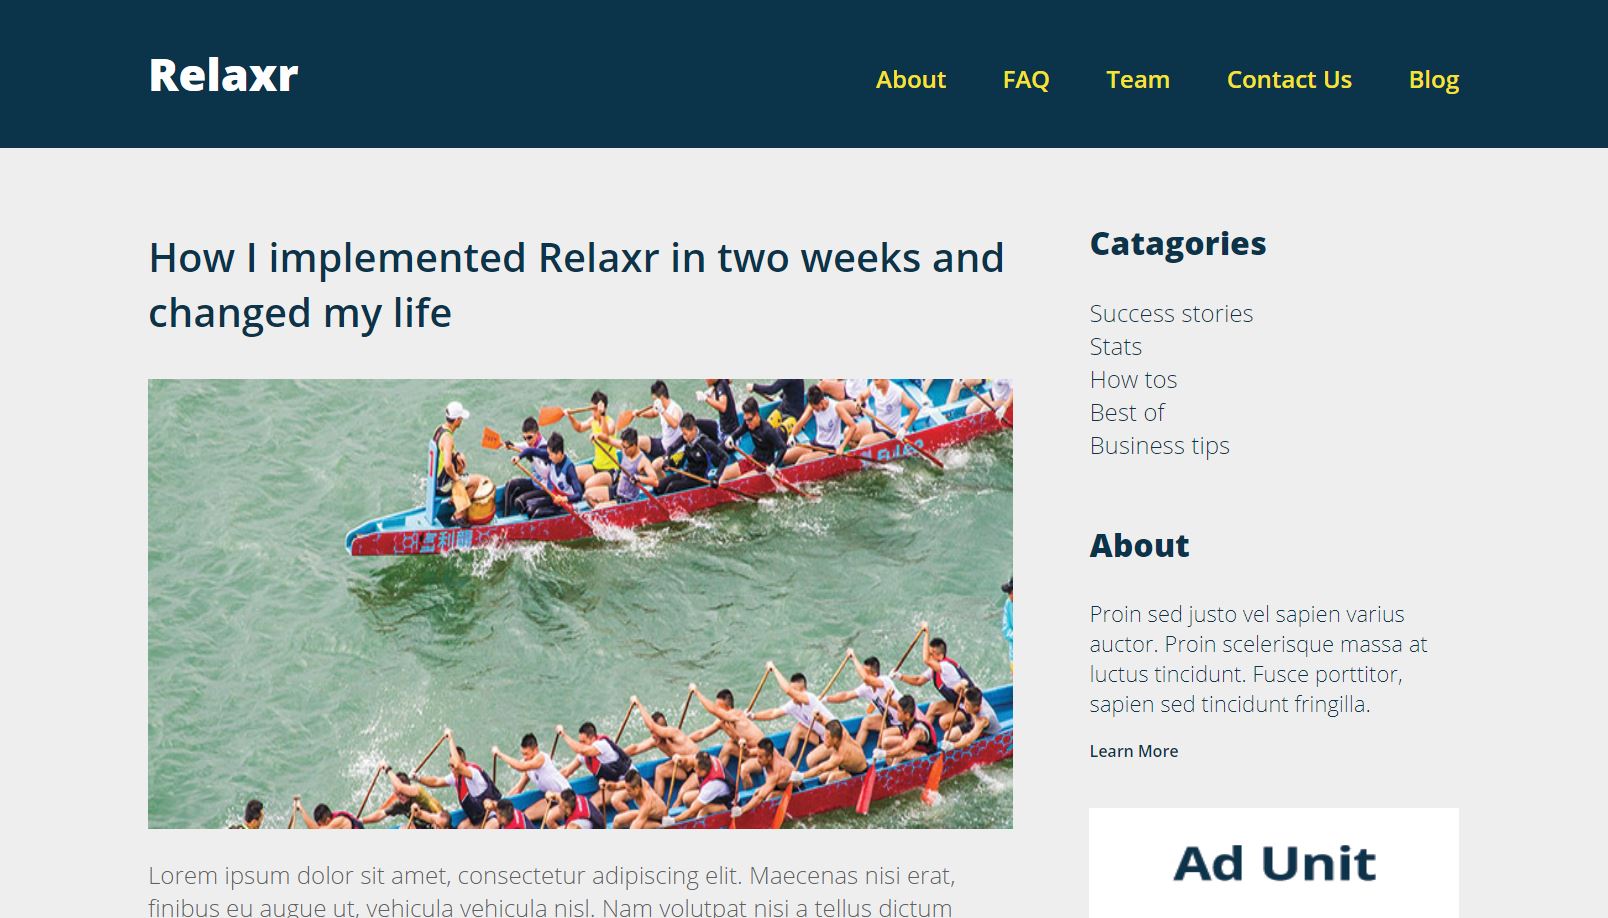 Relaxr
About FAQ Team Contact Us Blog
How I implemented Relaxr in two weeks and
changed my life
Lorem ipsum dolor sit amet, consectetur adipiscing elit. Maecenas nisi erat,
finibus eu augue ut, vehicula vehicula nisl. Nam volutpat nisi a tellus dictum
Catagories
Success stories
Stats
How tos
Best of
Business tips
About
Proin sed justo vel sapien varius
auctor. Proin scelerisque massa at
luctus tincidunt. Fusce porttitor,
sapien sed tincidunt fringilla.
Learn More
Ad Unit